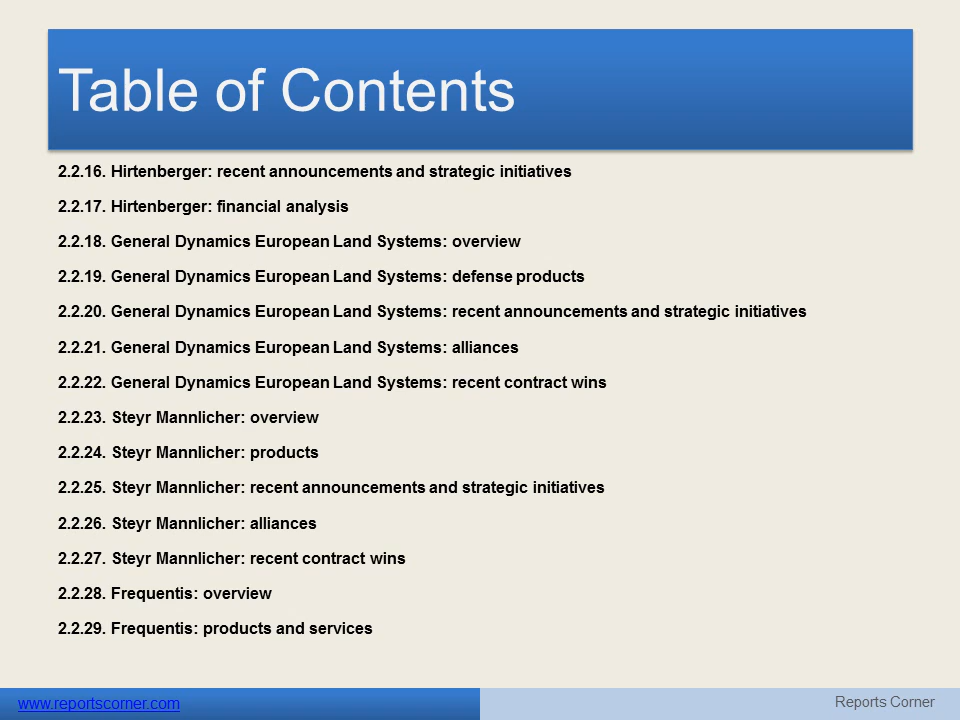 Table of Contents
2.2.16. Hirtenberger: recent announcements and strategic initiatives
2.2.17. Hirtenberger: financial analysis
2.2.18. General Dynamics European Land Systems: overview
2.2.19. General Dynamics European Land Systems: defense products
2.2.20. General Dynamics European Land Systems: recent announcements and strategic initiatives
2.2.21. General Dynamics European Land Systems: alliances
2.2.22. General Dynamics European Land Systems: recent contract wins
2.2.23. Steyr Mannlicher: overview
2.2.24. Steyr Mannlicher: products
2.2.25. Steyr Mannlicher: recent announcements and strategic initiatives
2.2.26. Steyr Mannlicher: alliances
2.2.27. Steyr Mannlicher: recent contract wins
2.2.28. Frequentis: overview
2.2.29. Frequentis: products and services
www.reportscorner.com
Reports Corner